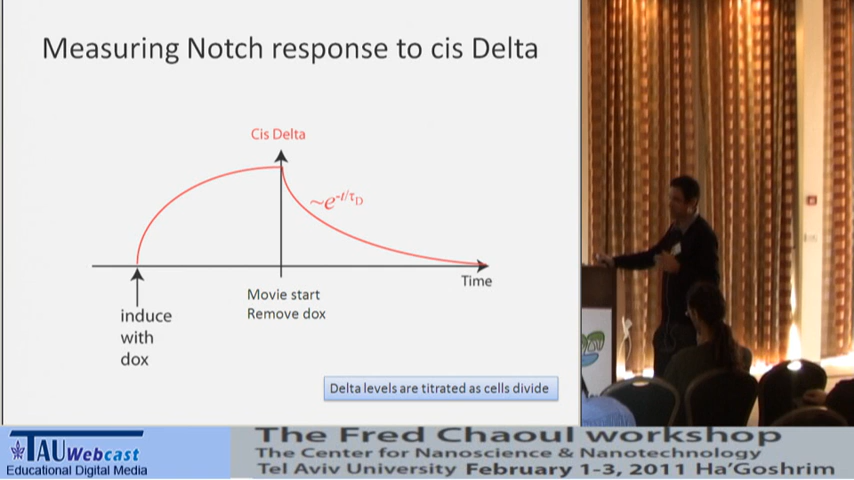 Measuring Notch response to cis Delta
Cis Delta
~e-t/τD
Time
Movie start
Remove dox
induce
with
dox
Delta levels are titrated as cells divide
TAU Webcast
Educational Digital Media
The Fred Chaoul workshop
The Center for Nanoscience & Nanotechnology
Tel Aviv University February 1-3, 2011 Ha'Goshrim